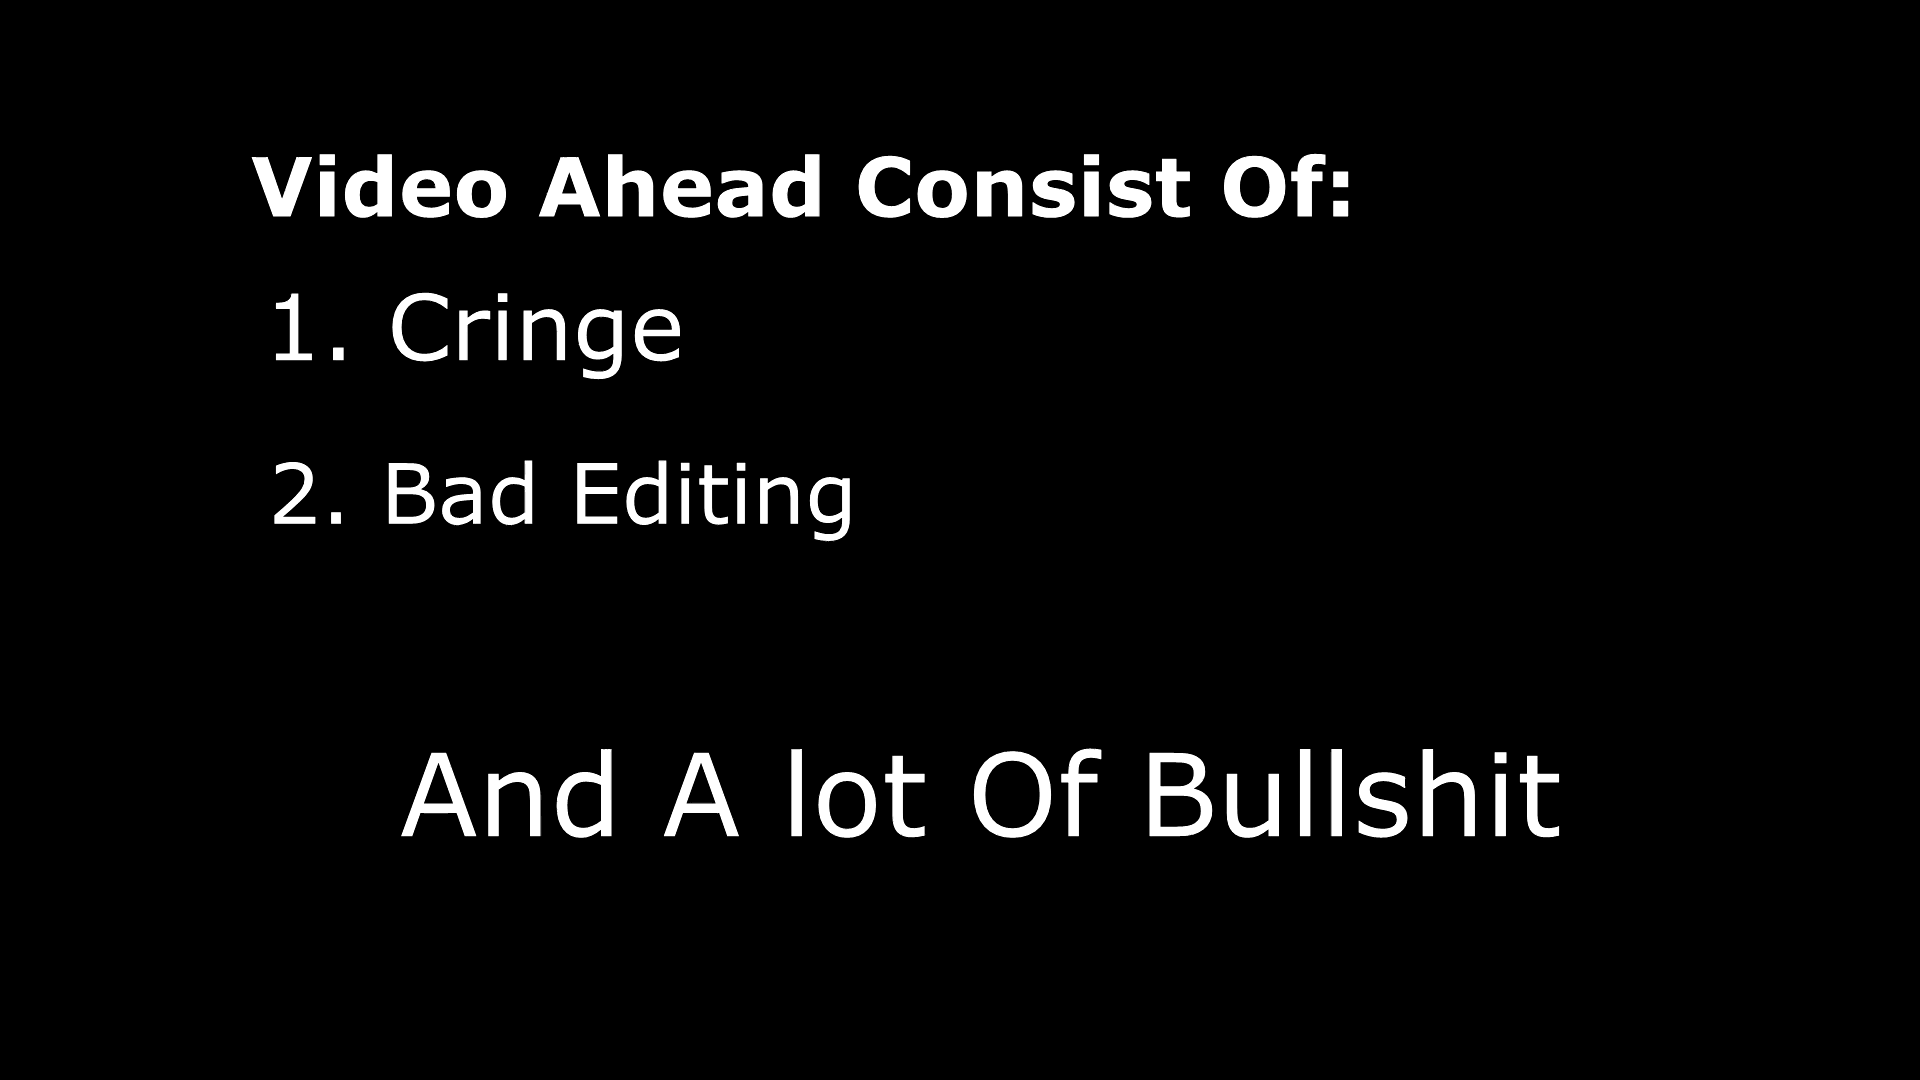 Video Ahead Consist Of:
1. Cringe
2. Bad Editing
And A lot Of Bullshit